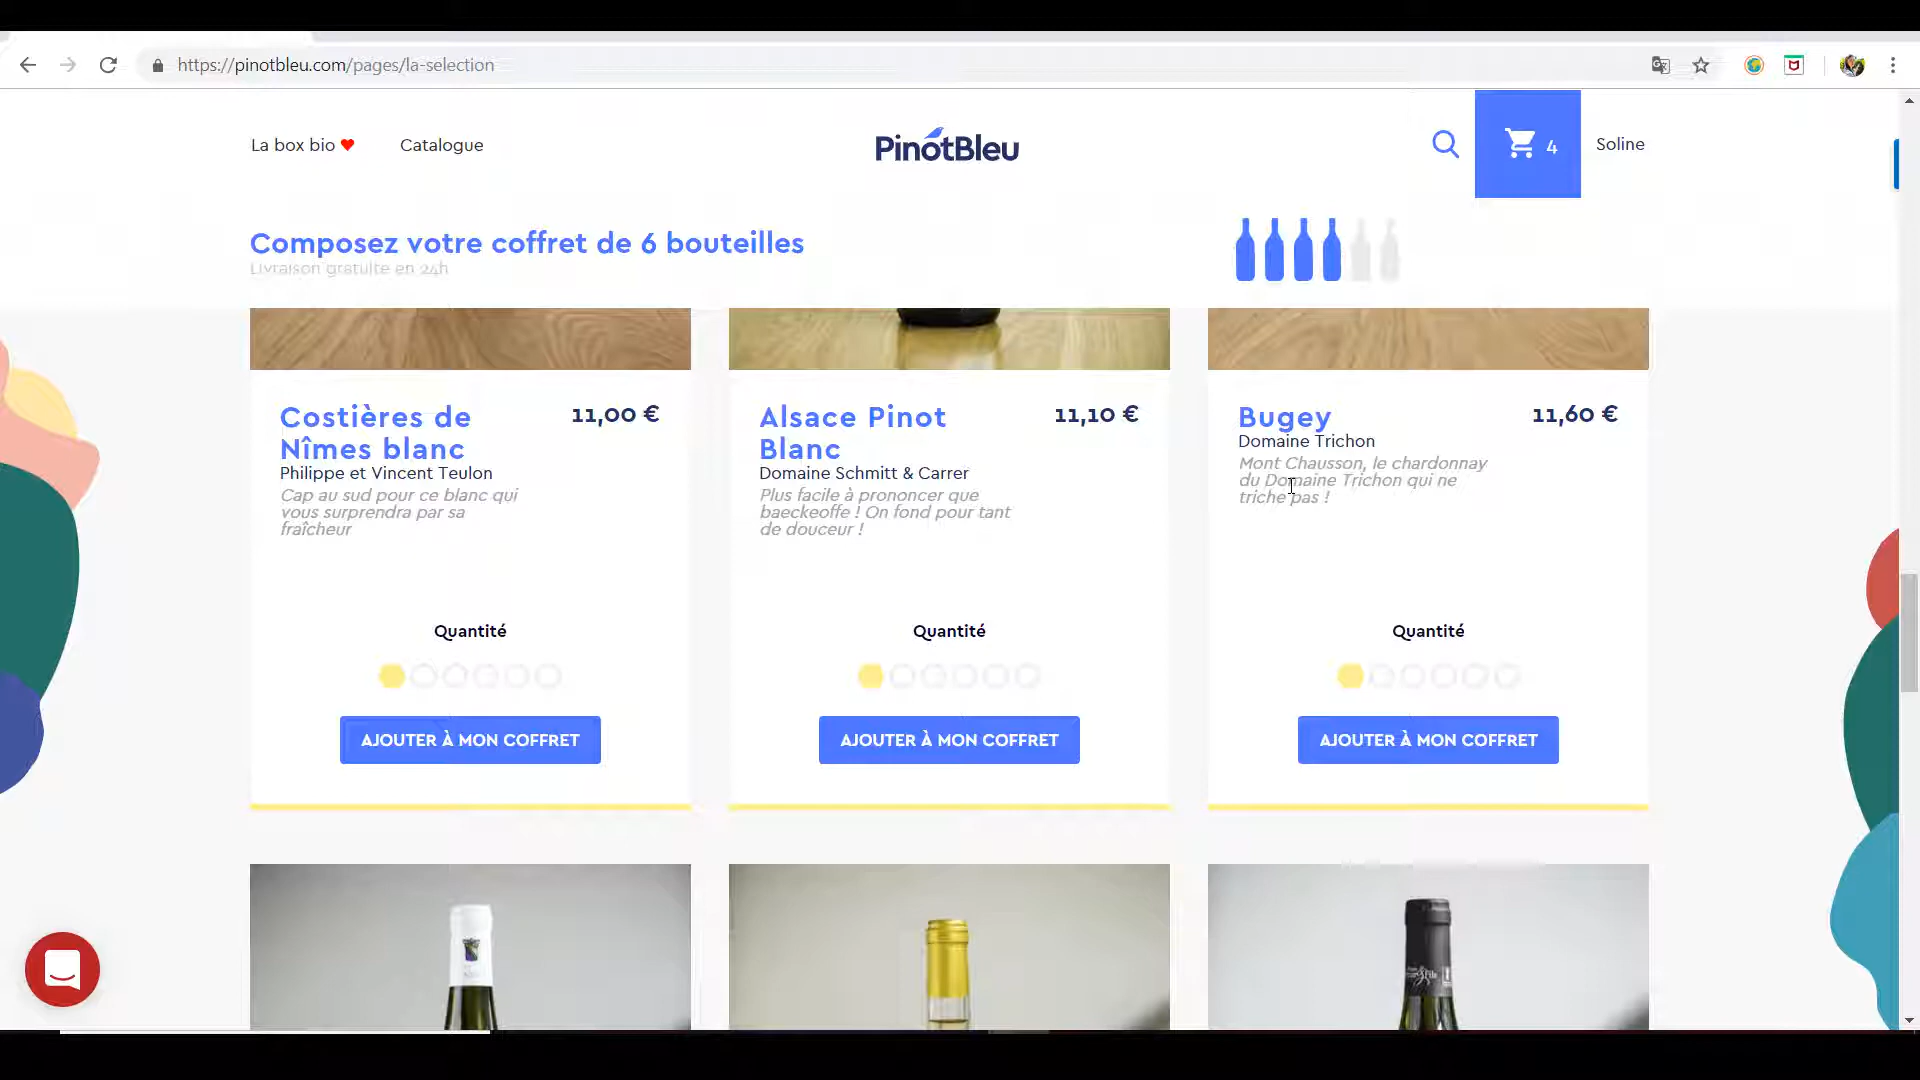 https://pinotbleu.com/pages/la-selection
La box bio Catalogue PinotBleu 4 Soline
Composez votre coffret de 6 bouteilles
Livraison gratuite en 24h
Costières de
Nîmes blanc
11,00 €
Philippe et Vincent Teulon
Cap au sud pour ce blanc qui
vous surprendra par sa
fraîcheur
Quantité
AJOUTER À MON COFFRET
Alsace Pinot
Blanc
11,10 €
Domaine Schmitt & Carrer
Plus facile à prononcer que
baeckeoffe ! On fond pour tant
de douceur !
Quantité
AJOUTER À MON COFFRET
Bugey
11,60 €
Domaine Trichon
Mont Chausson, le chardonnay
du Domaine Trichon qui ne
triche pas !
Quantité
AJOUTER À MON COFFRET